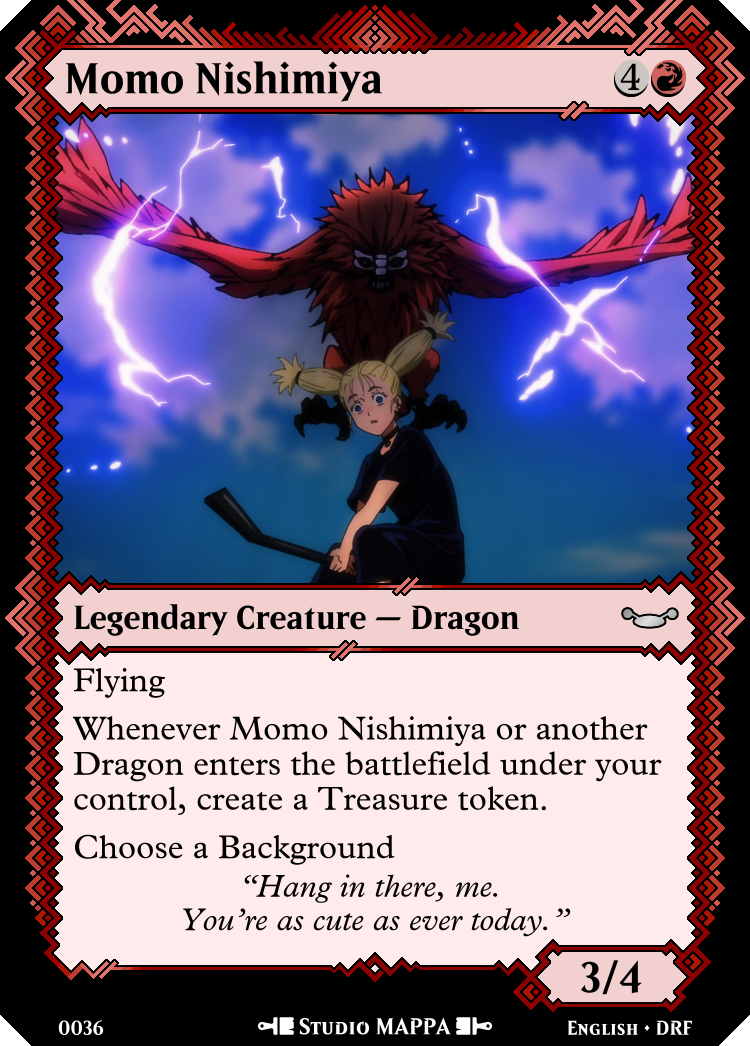 Momo Nishimiya 4
Legendary Creature — Dragon
Flying
Whenever Momo Nishimiya or another
Dragon enters the battlefield under your
control, create a Treasure token.
Choose a Background
“Hang in there, me.
You’re as cute as ever today.”
3/4
0036 Studio MAPPA English • DRF